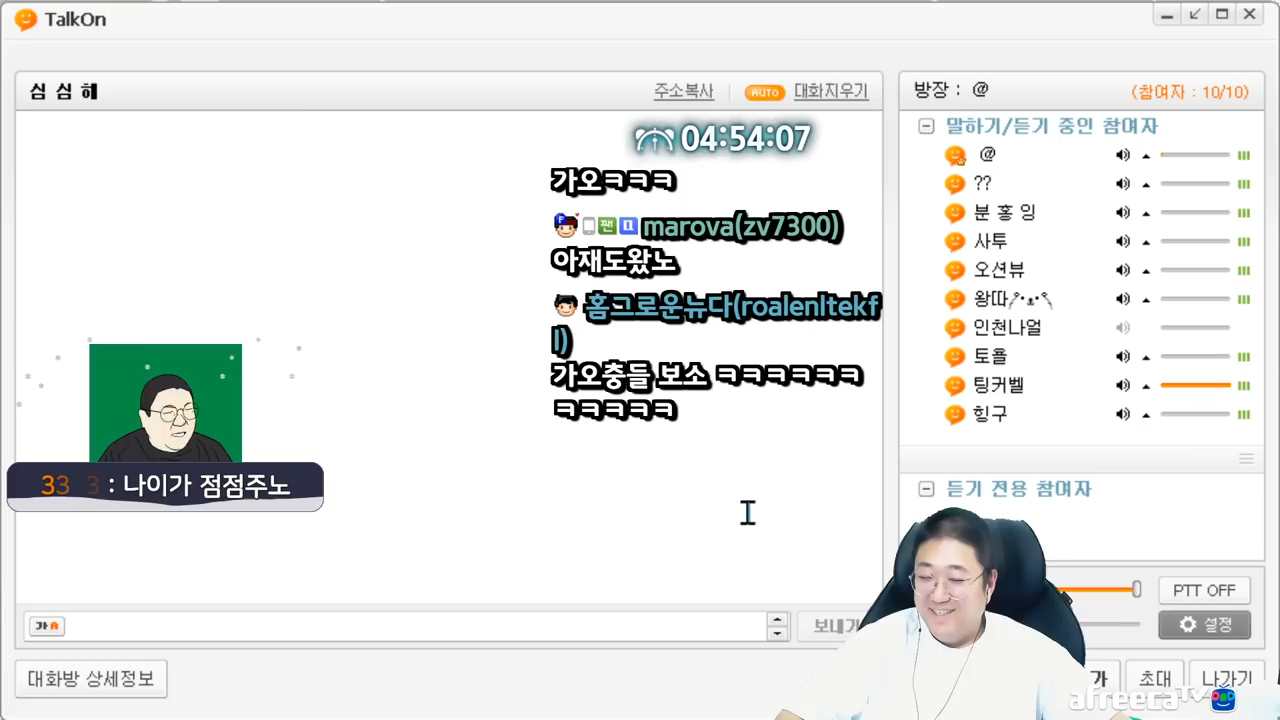 TalkOn
심 심 해
주소복사
AUTO
대화지우기
방장 : @
(참여자 : 10/10)
04:54:07
가오ㅋㅋㅋ
marova(zv7300)
아재도왔노
홈그로운뉴다(roalenltekf
l)
가오충들 보소 ㅋㅋㅋㅋㅋㅋ
ㅋㅋㅋㅋㅋ
33 3 : 나이가 점점주노
말하기/듣기 중인 참여자
@
??
분 홍 잉
사투
오션뷰
왕따
인천나얼
토욜
팅커벨
힝구
듣기 전용 참여자
PTT OFF
설정
가
보내기
대화방 상세정보
가
초대
나가기
afreecaTV